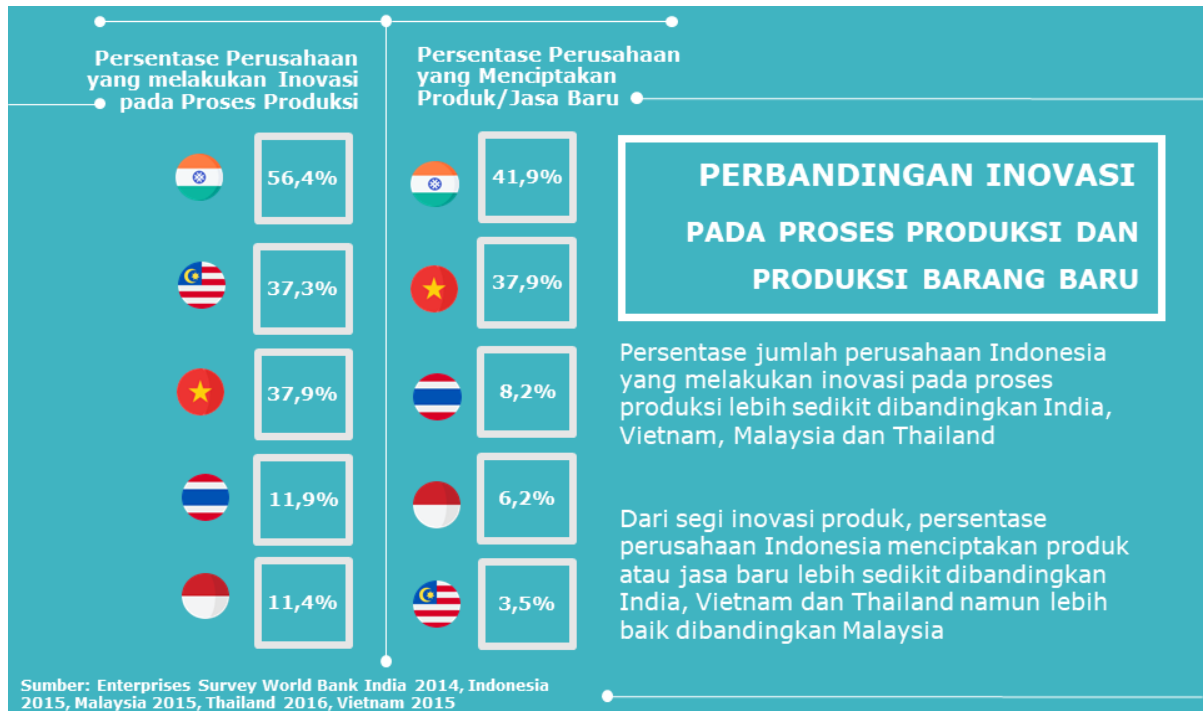 Persentase Perusahaan
yang melakukan Inovasi
pada Proses Produksi
56,4%
37,3%
37,9%
11,9%
11,4%
Persentase Perusahaan
yang Menciptakan
Produk/Jasa Baru
41,9%
37,9%
8,2%
6,2%
3,5%
PERBANDINGAN INOVASI
PADA PROSES PRODUKSI DAN
PRODUKSI BARANG BARU
Persentase jumlah perusahaan Indonesia
yang melakukan inovasi pada proses
produksi lebih sedikit dibandingkan India,
Vietnam, Malaysia dan Thailand
Dari segi inovasi produk, persentase
perusahaan Indonesia menciptakan produk
atau jasa baru lebih sedikit dibandingkan
India, Vietnam dan Thailand namun lebih
baik dibandingkan Malaysia
Sumber: Enterprises Survey World Bank India 2014, Indonesia
2015, Malaysia 2015, Thailand 2016, Vietnam 2015